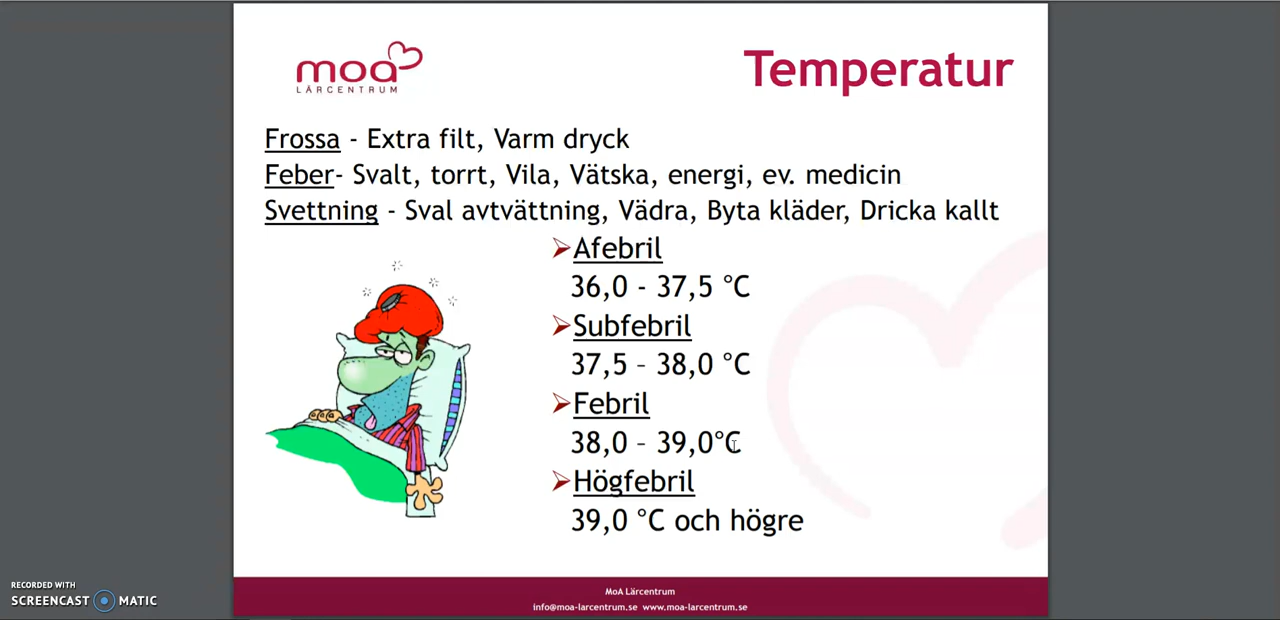 moa
LÄRCENTRUM
Temperatur
Frossa - Extra filt, Varm dryck
Feber- Svalt, torrt, Vila, Vätska, energi, ev. medicin
Svettning - Sval avtvättning, Vädra, Byta kläder, Dricka kallt
Afebril
36,0 - 37,5 °C
Subfebril
37,5 – 38,0 °C
Febril
38,0 – 39,0°C
Högfebril
39,0 °C och högre
RECORDED WITH
SCREENCAST MATIC
MoA Lärcentrum
info@moa-larcentrum.se www.moa-larcentrum.se